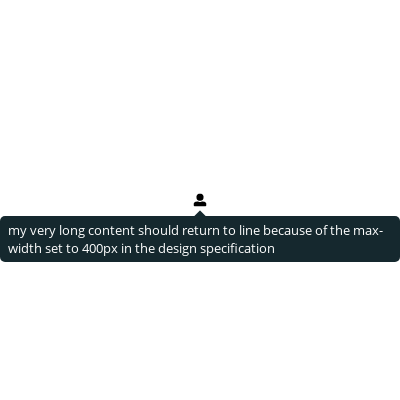 my very long content should return to line because of the max-
width set to 400px in the design specification